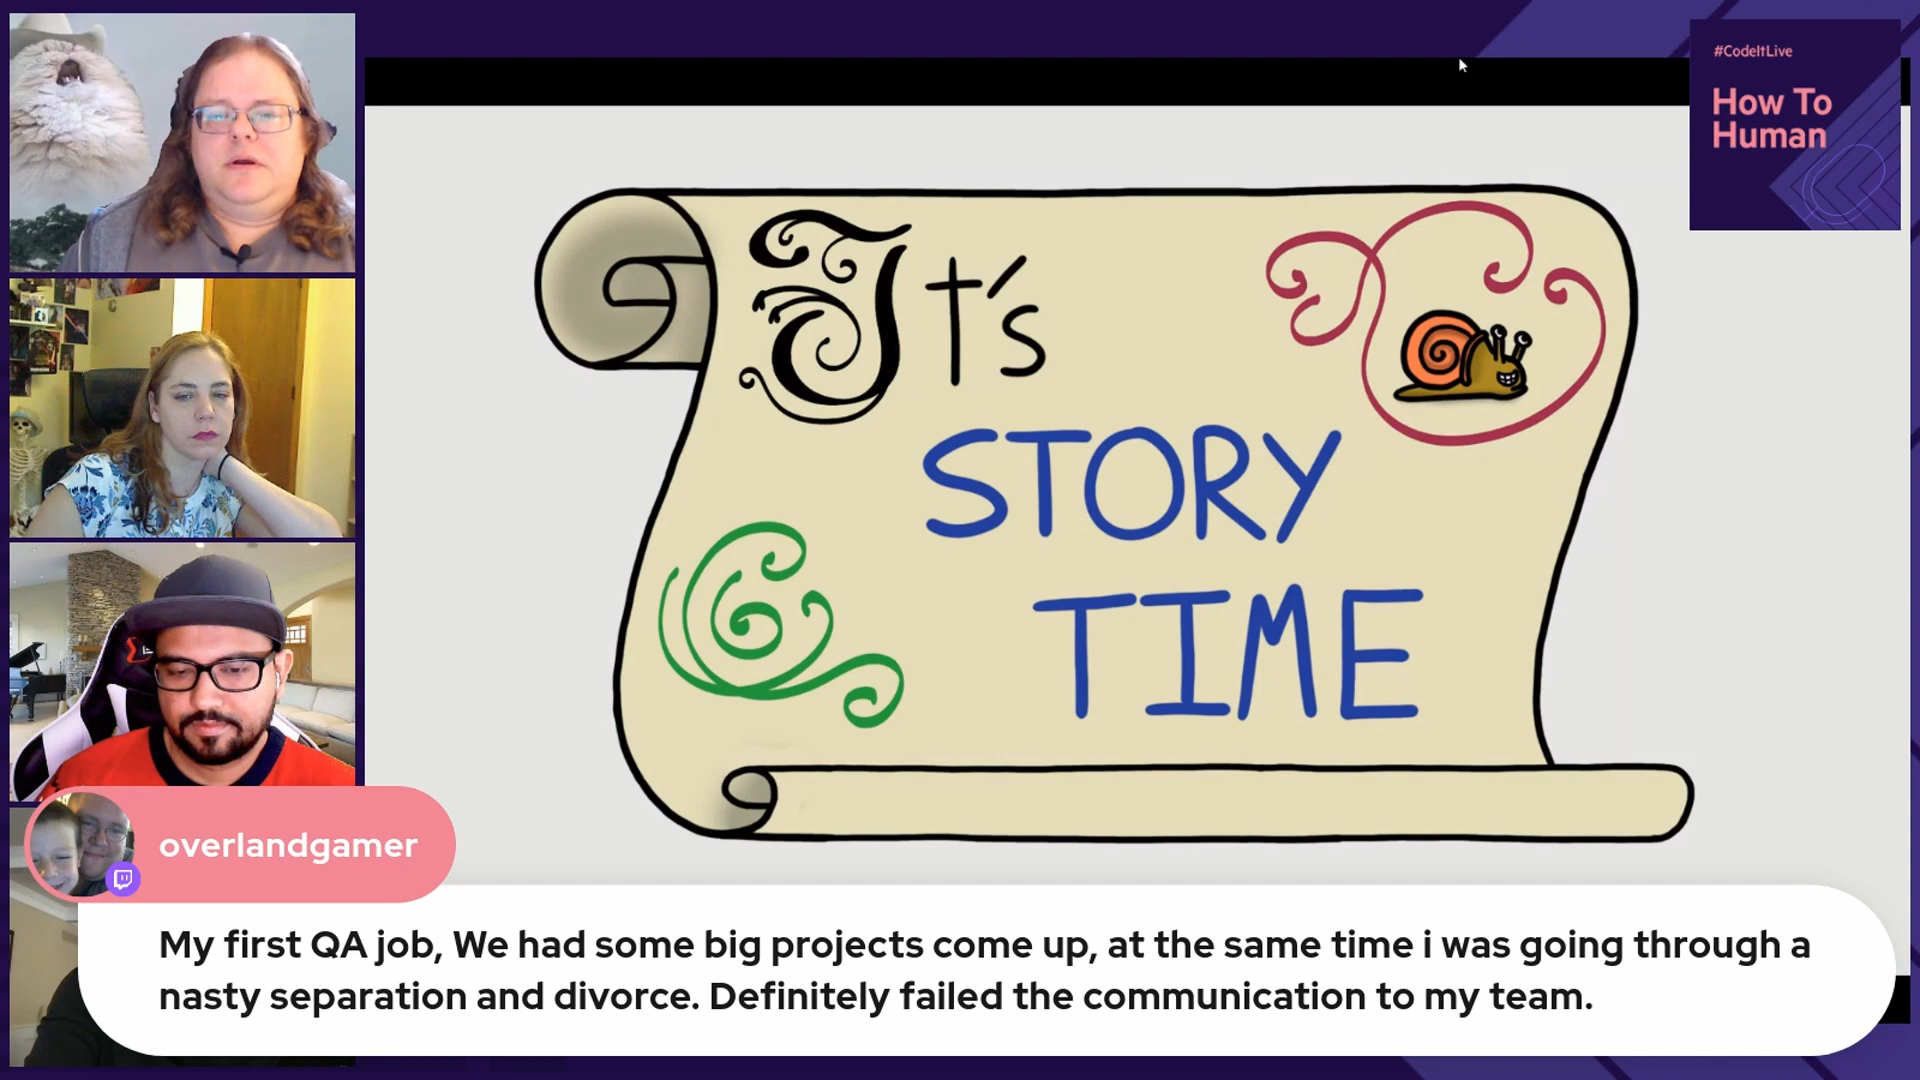 #CodeItLive
How To
Human
It's
STORY
TIME
overlandgamer
My first QA job, We had some big projects come up, at the same time i was going through a
nasty separation and divorce. Definitely failed the communication to my team.